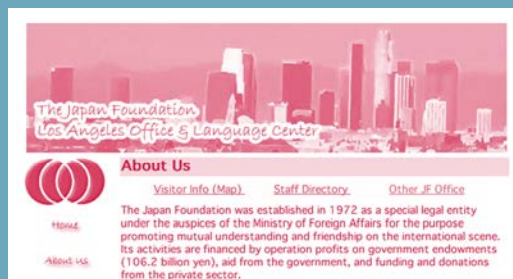 The Japan Foundation
Los Angeles Office & Language Center
About Us
Visitor Info (Map) Staff Directory Other JF Office
Home
The Japan Foundation was established in 1972 as a special legal entity
under the auspices of the Ministry of Foreign Affairs for the purpose
promoting mutual understanding and friendship on the international scene.
About Us
Its activities are financed by operation profits on government endowments
(106.2 billion yen), aid from the government, and funding and donations
from the private sector.